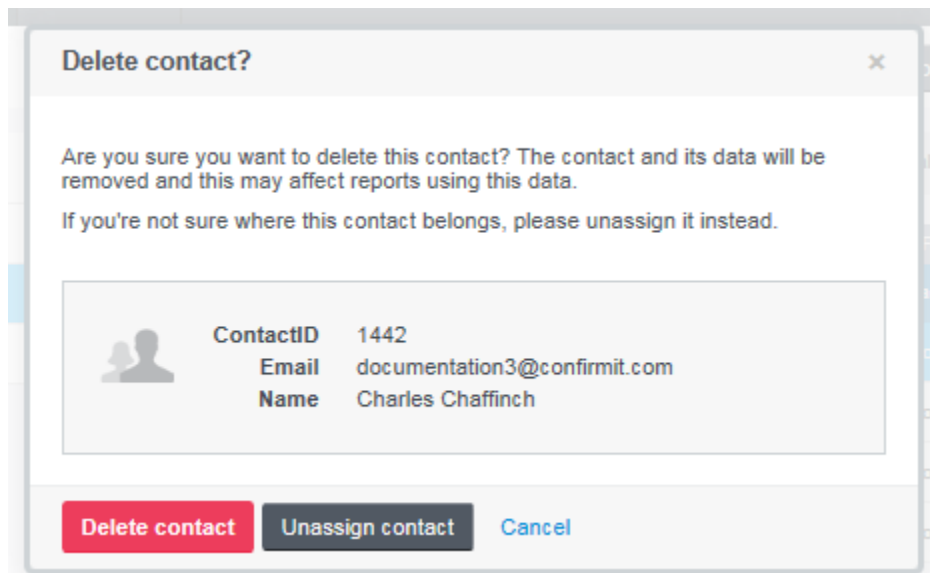 Delete contact?
×
Are you sure you want to delete this contact? The contact and its data will be
removed and this may affect reports using this data.
If you're not sure where this contact belongs, please unassign it instead.
ContactID 1442
Email documentation3@confirmit.com
Name Charles Chaffinch
Delete contact Unassign contact Cancel